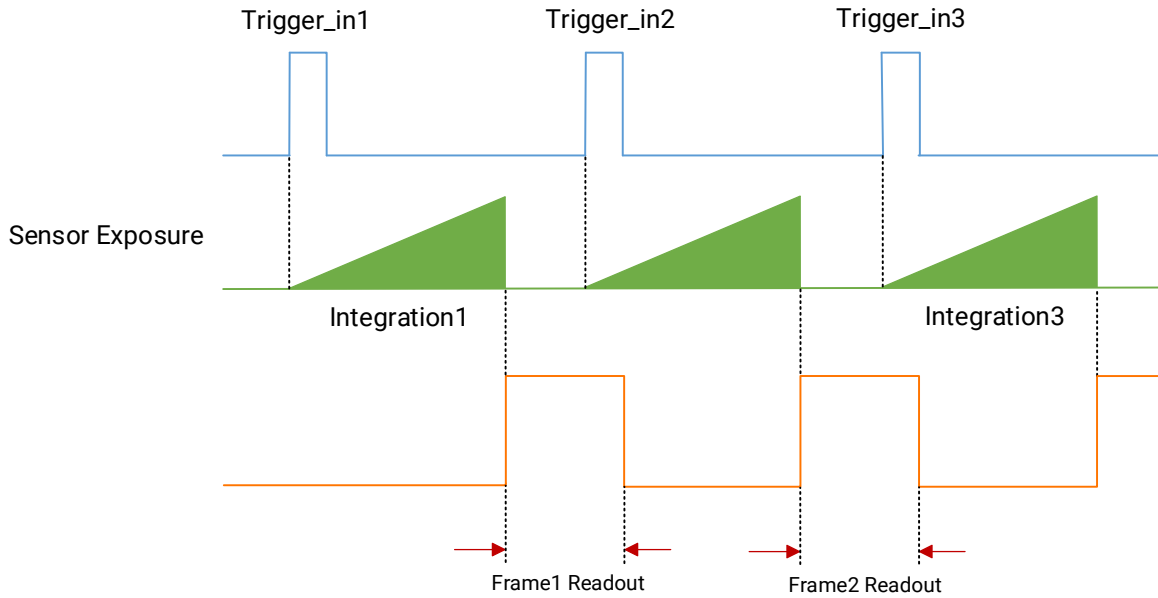 Trigger_in1
Trigger_in2
Trigger_in3
Sensor Exposure
Integration1
Integration3
Frame1 Readout
Frame2 Readout